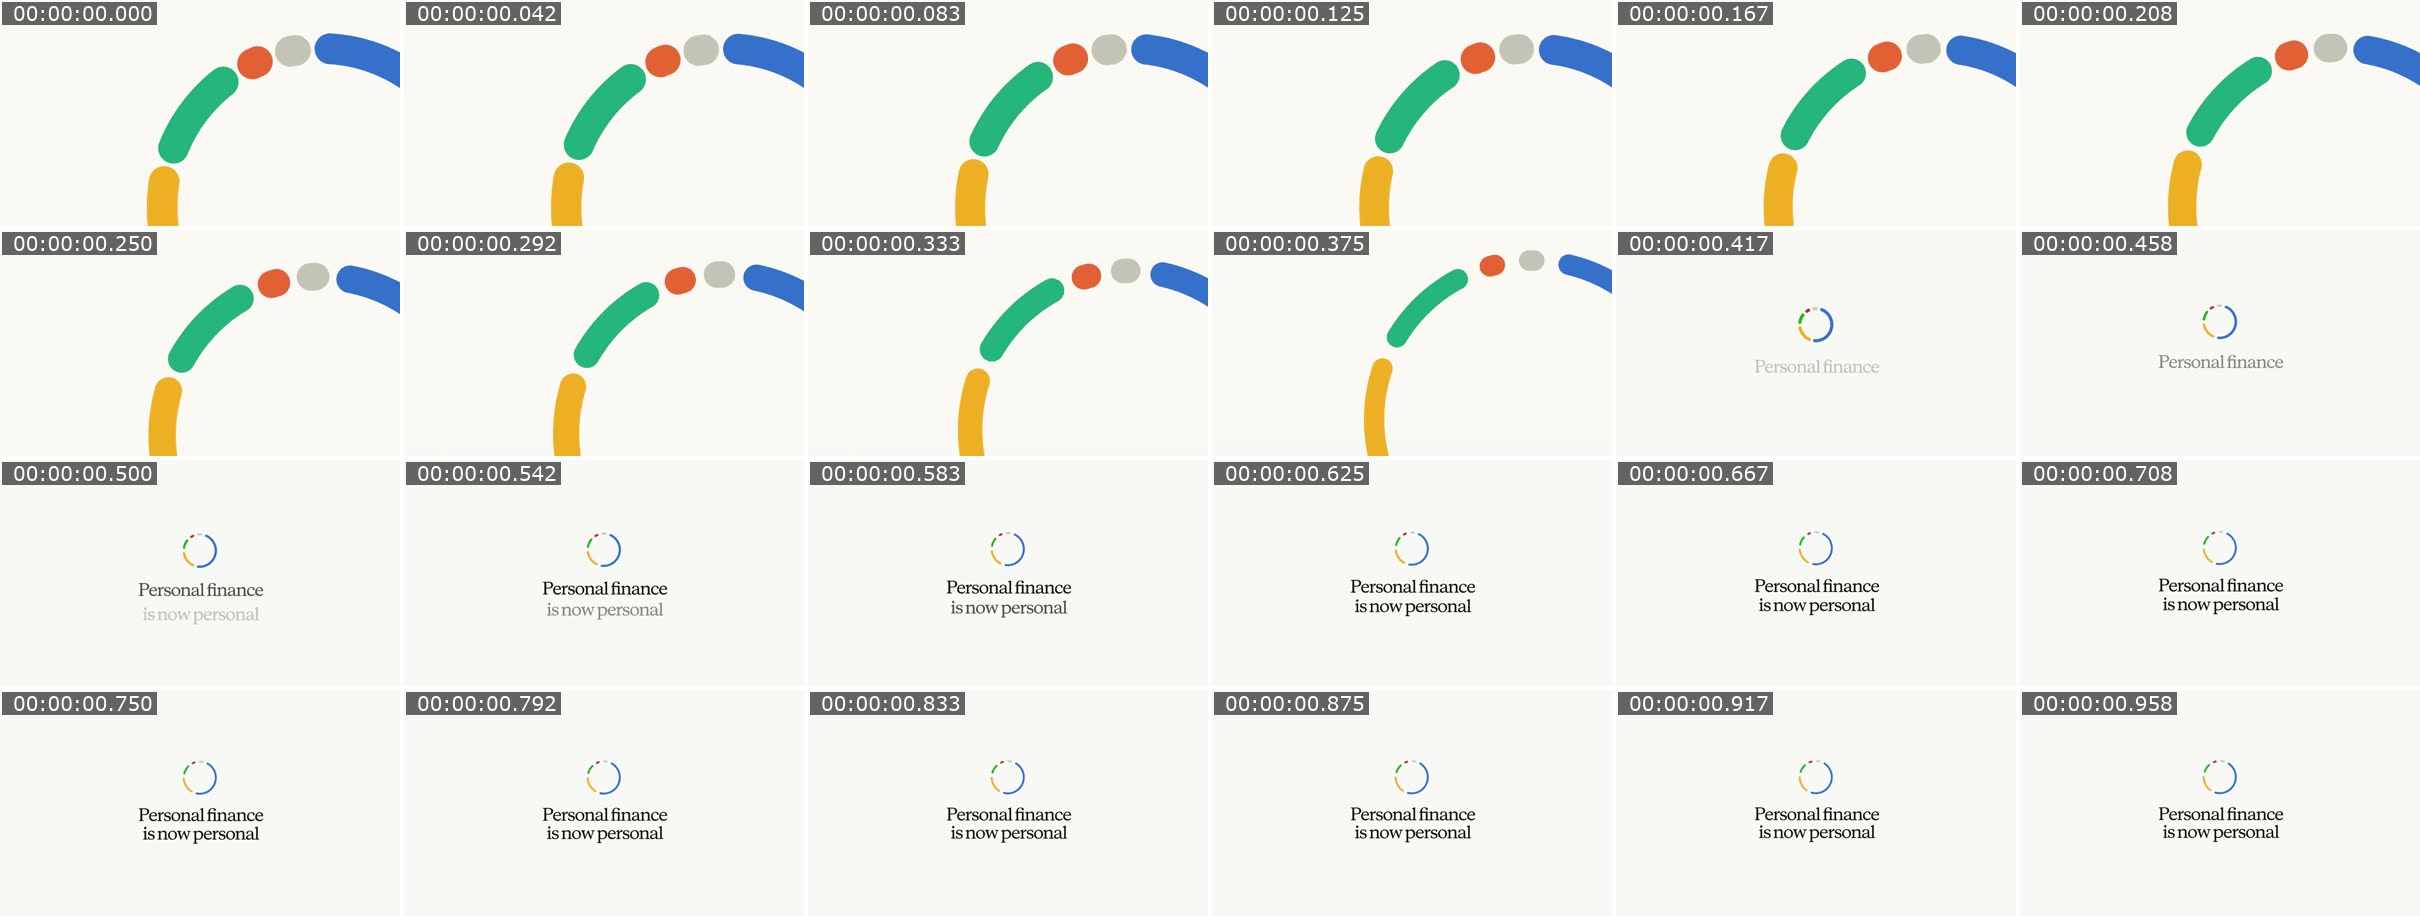 00:00:00.000
00:00:00.042
00:00:00.083
00:00:00.125
00:00:00.167
00:00:00.208
00:00:00.250
00:00:00.292
00:00:00.333
00:00:00.375
00:00:00.417
Personal finance
00:00:00.458
Personal finance
00:00:00.500
Personal finance
is now personal
00:00:00.542
Personal finance
is now personal
00:00:00.583
Personal finance
is now personal
00:00:00.625
Personal finance
is now personal
00:00:00.667
Personal finance
is now personal
00:00:00.708
Personal finance
is now personal
00:00:00.750
Personal finance
is now personal
00:00:00.792
Personal finance
is now personal
00:00:00.833
Personal finance
is now personal
00:00:00.875
Personal finance
is now personal
00:00:00.917
Personal finance
is now personal
00:00:00.958
Personal finance
is now personal